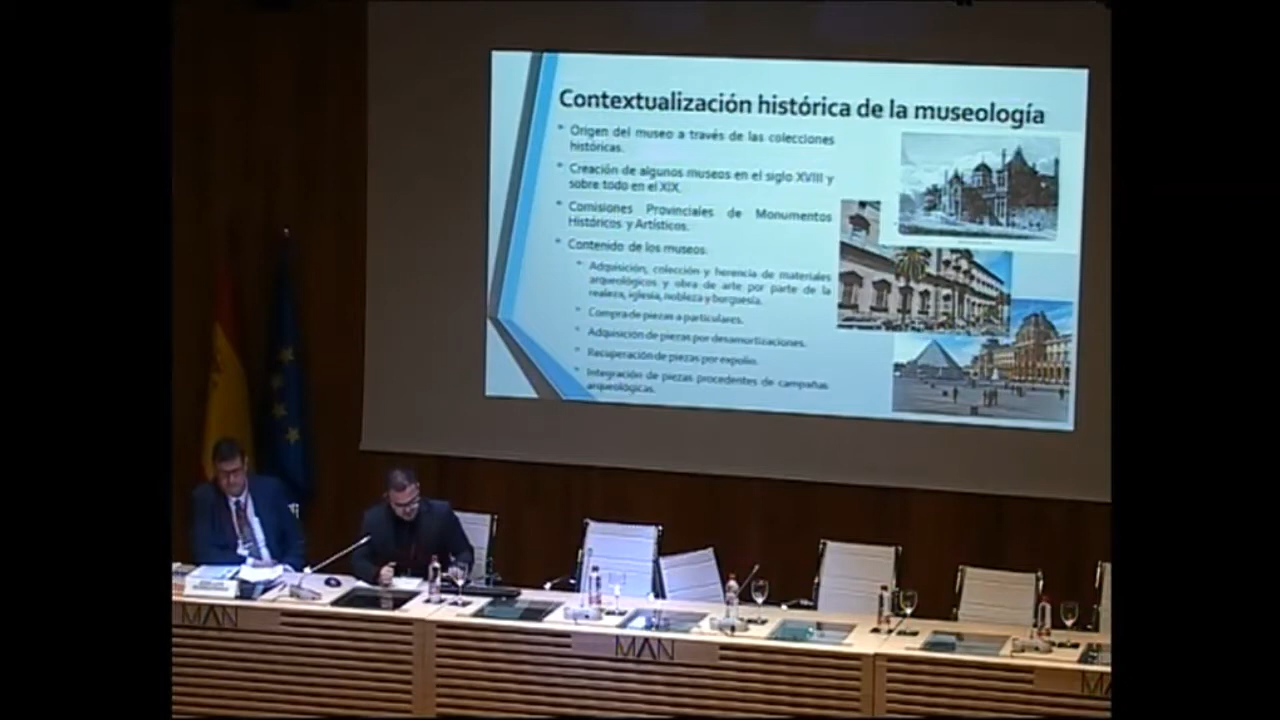 Contextualización histórica de la museología
* Origen del museo a través de las colecciones
históricas.
* Creación de algunos museos en el siglo XVIII y
sobre todo en el XIX.
* Comisiones Provinciales de Monumentos
Históricos y Artísticos.
* Contenido de los museos:
* Adquisición, colección y herencia de materiales
arqueológicos y obra de arte por parte de la
realeza, iglesia, nobleza y burguesía.
* Compra de piezas a particulares.
* Adquisición de piezas por desamortizaciones.
* Recuperación de piezas por expolio.
* Integración de piezas procedentes de campañas
arqueológicas.
MAN
MAN
MA